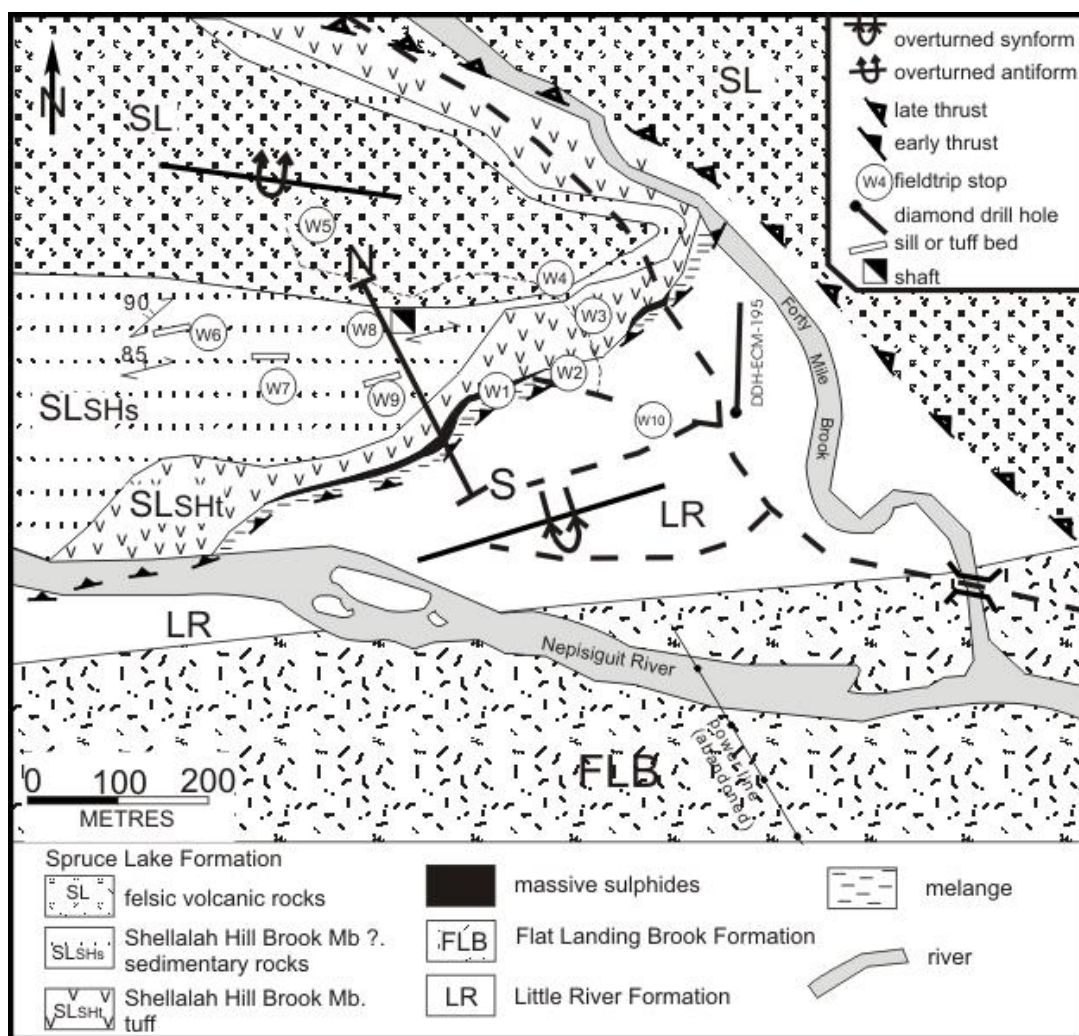 overturned synform
overturned antiform
late thrust
early thrust
W4 fieldtrip stop
diamond drill hole
sill or tuff bed
shaft
N
SL
SL
W5
N
W4
90
W6
W8
W3
85
W7
W9
W1
W2
DDH-ECM-195
Forty Mile Brook
SLSHs
W10
S
LR
SLSHt
LR
Nepisiguit River
power line
(abandoned)
FLB
0 100 200
METRES
Spruce Lake Formation
SL felsic volcanic rocks
SLSHs Shellalah Hill Brook Mb ?.
sedimentary rocks
SLSHt Shellalah Hill Brook Mb.
tuff
massive sulphides
FLB Flat Landing Brook Formation
LR Little River Formation
melange
river